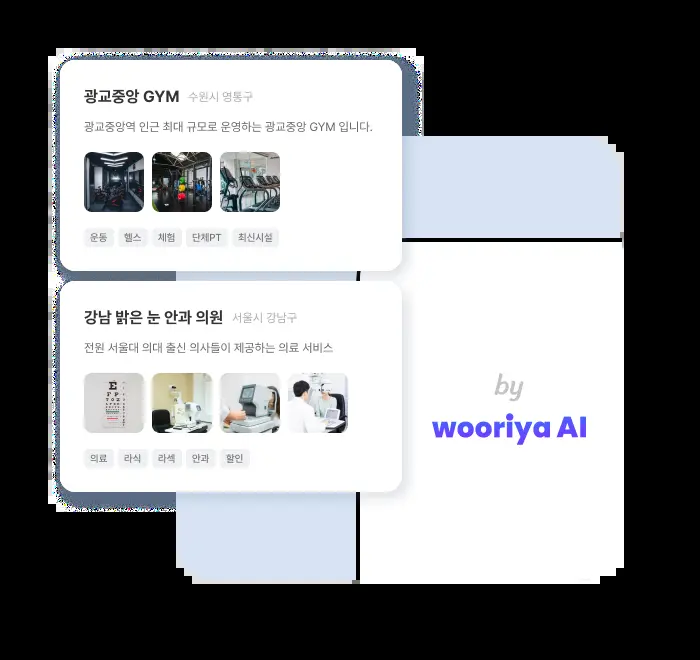 광교중앙 GYM 수원시 영통구
광교중앙역 인근 최대 규모로 운영하는 광교중앙 GYM 입니다.
운동 헬스 체험 단체PT 최신시설
강남 밝은 눈 안과 의원 서울시 강남구
전원 서울대 의대 출신 의사들이 제공하는 의료 서비스
E
F P
T O Z
의료 라식 라섹 안과 할인
by
wooriya AI